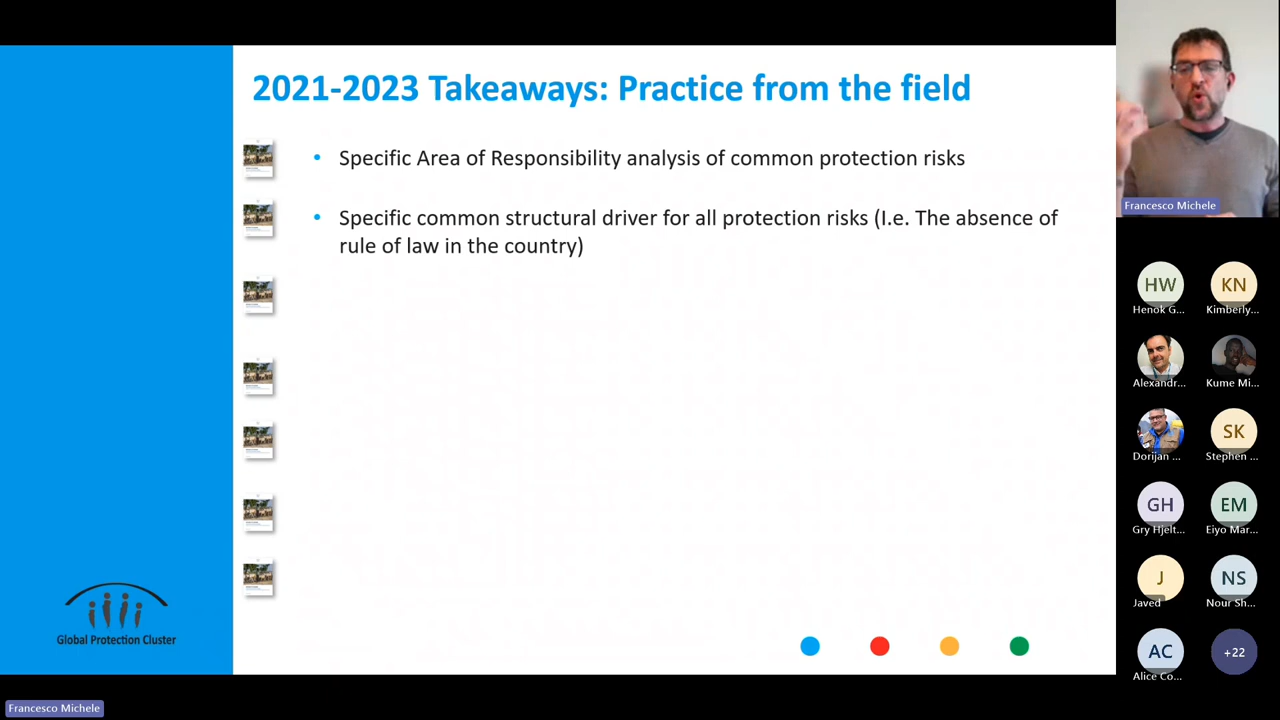 2021-2023 Takeaways: Practice from the field
• Specific Area of Responsibility analysis of common protection risks
• Specific common structural driver for all protection risks (I.e. The absence of
rule of law in the country)
Global Protection Cluster
Francesco Michele
HW
KN
Henok G...
Kimberly...
Alexandr...
Kume Mi...
SK
Dorijan ...
Stephen ...
GH
EM
Gry Hjelt...
Eiyo Mar...
J
NS
Javed
Nour Sh...
AC
+22
Alice Co...
Francesco Michele